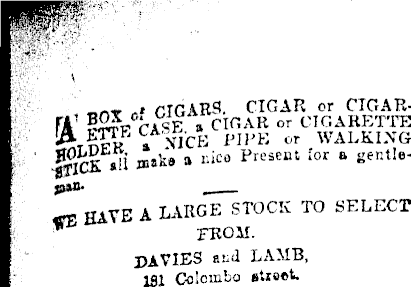 A BOX of CIGARS, CIGAR or CIGAR-
ETTE CASE, a CIGAR or CIGARETTE
HOLDER, a NICE PIPE or WALKING
STICK all make a nice Present for a gentle-
man.
WE HAVE A LARGE STOCK TO SELECT
FROM.
DAVIES and LAMB,
181 Colombo street.